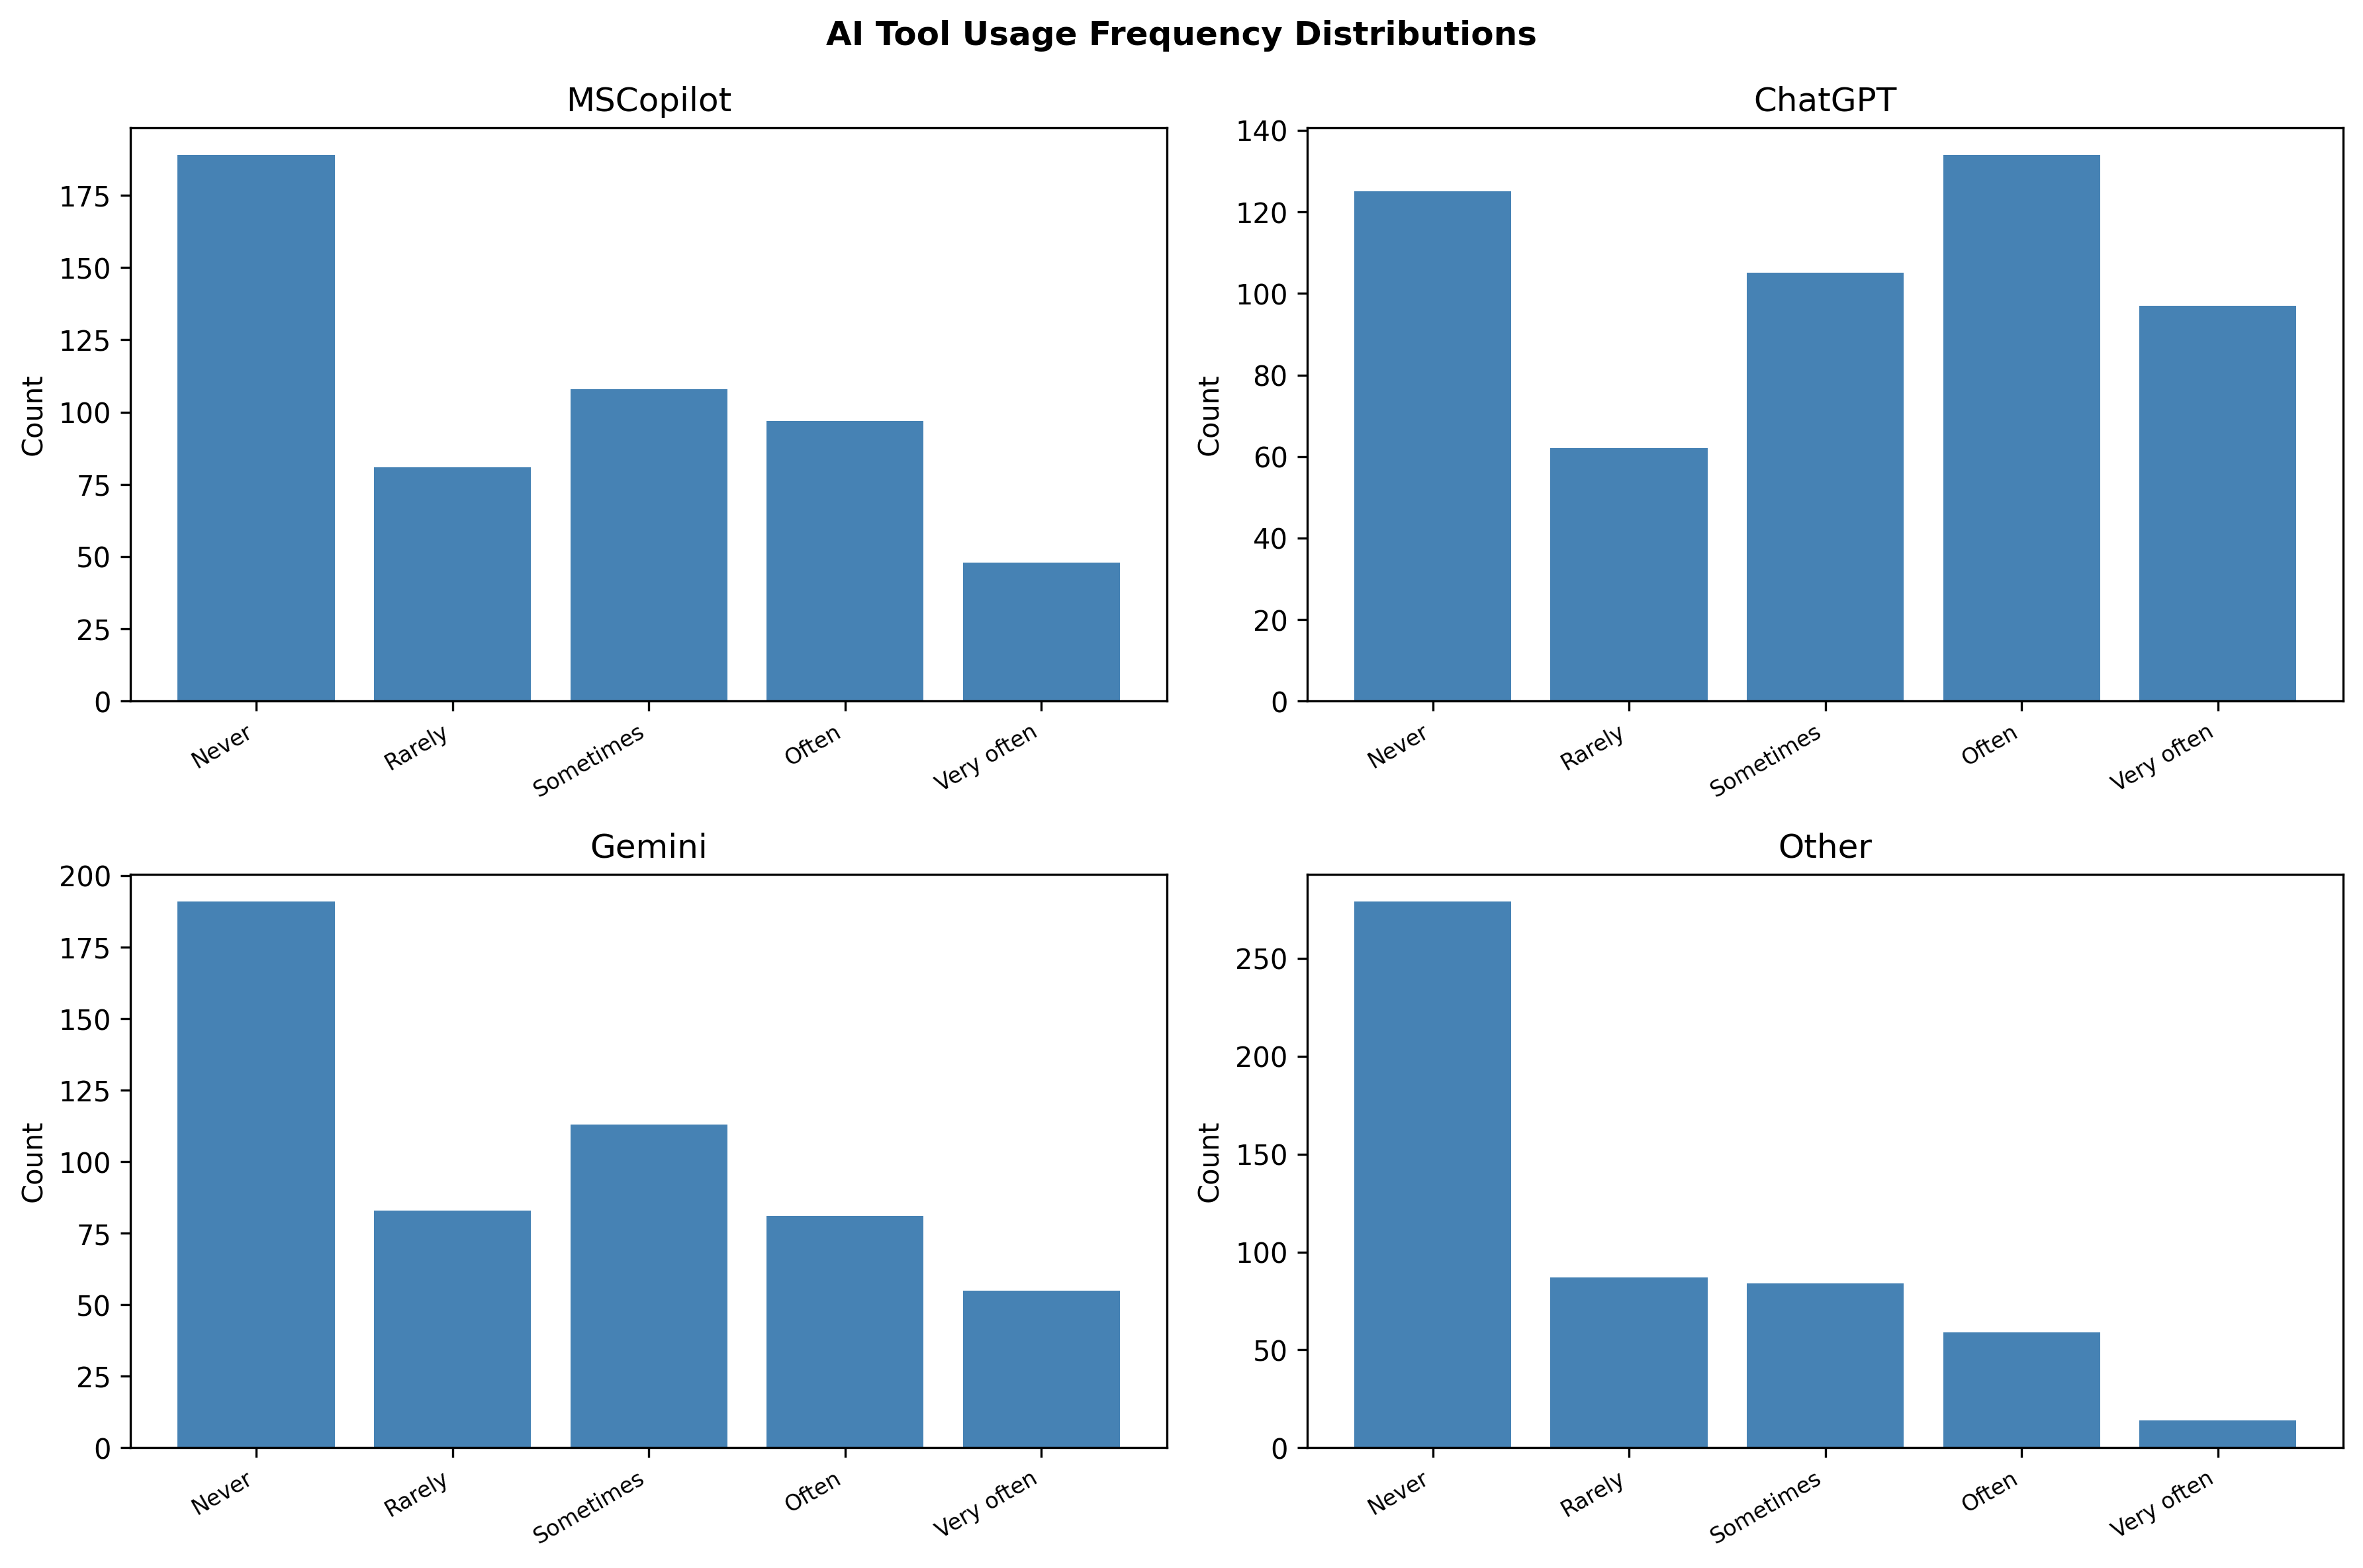 AI Tool Usage Frequency Distributions
MSCopilot
Count
175
150
125
100
75
50
25
0
Never
Rarely
Sometimes
Often
Very often
ChatGPT
Count
140
120
100
80
60
40
20
0
Never
Rarely
Sometimes
Often
Very often
Gemini
Count
200
175
150
125
100
75
50
25
0
Never
Rarely
Sometimes
Often
Very often
Other
Count
250
200
150
100
50
0
Never
Rarely
Sometimes
Often
Very often